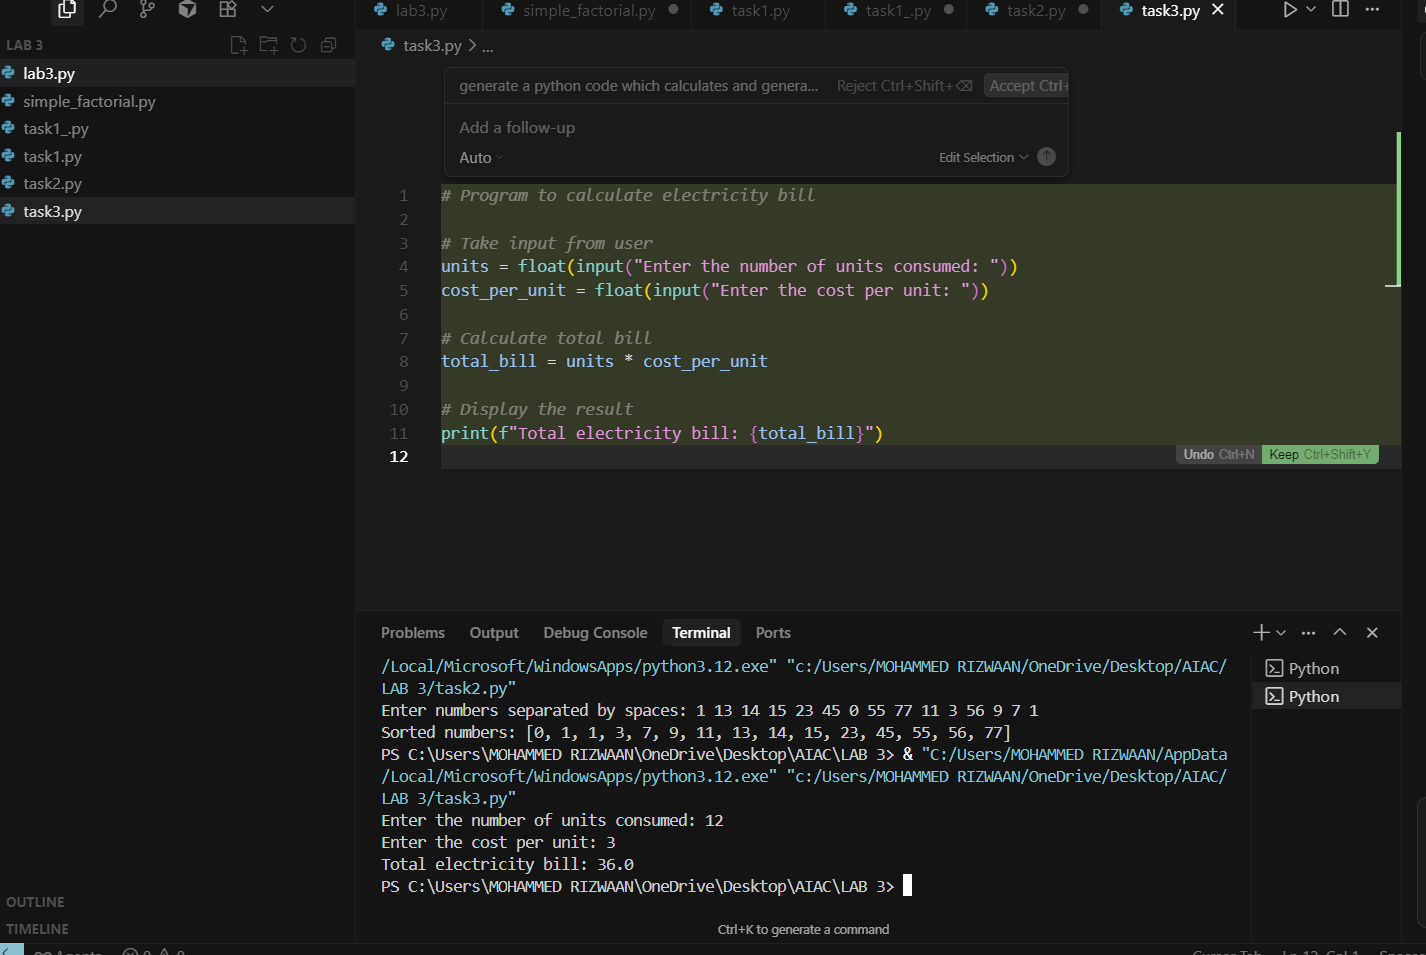 lab3.py
simple_factorial.py
task1.py
task1_.py
task2.py
task3.py
LAB 3
lab3.py
simple_factorial.py
task1_.py
task1.py
task2.py
task3.py
OUTLINE
TIMELINE
task3.py > ...
generate a python code which calculates and genera... Reject Ctrl+Shift+⌫ Accept Ctrl+
Add a follow-up
Auto Edit Selection
1 # Program to calculate electricity bill
2
3 # Take input from user
4 units = float(input("Enter the number of units consumed: "))
5 cost_per_unit = float(input("Enter the cost per unit: "))
6
7 # Calculate total bill
8 total_bill = units * cost_per_unit
9
10 # Display the result
11 print(f"Total electricity bill: {total_bill}")
12
Undo Ctrl+N Keep Ctrl+Shift+Y
Problems Output Debug Console Terminal Ports
/Local/Microsoft/WindowsApps/python3.12.exe" "c:/Users/MOHAMMED RIZWAAN/OneDrive/Desktop/AIAC/
LAB 3/task2.py"
Enter numbers separated by spaces: 1 13 14 15 23 45 0 55 77 11 3 56 9 7 1
Sorted numbers: [0, 1, 1, 3, 7, 9, 11, 13, 14, 15, 23, 45, 55, 56, 77]
PS C:\Users\MOHAMMED RIZWAAN\OneDrive\Desktop\AIAC\LAB 3> & "C:/Users/MOHAMMED RIZWAAN/AppData
/Local/Microsoft/WindowsApps/python3.12.exe" "c:/Users/MOHAMMED RIZWAAN/OneDrive/Desktop/AIAC/
LAB 3/task3.py"
Enter the number of units consumed: 12
Enter the cost per unit: 3
Total electricity bill: 36.0
PS C:\Users\MOHAMMED RIZWAAN\OneDrive\Desktop\AIAC\LAB 3>
Python
Python
Ctrl+K to generate a command